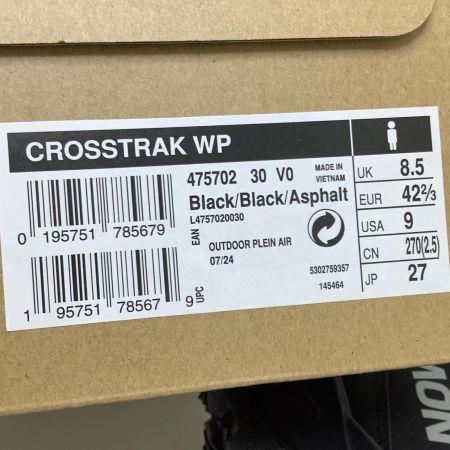 CROSSTRAK WP
475702 30 V0
MADE IN
VIETNAM
Black/Black/Asphalt
L4757020030
EAN
0 195751 785679
OUTDOOR PLEIN AIR
07/24
5302759357
145464
1 95751 78567 9
UPC
UK 8.5
EUR 42⅔
USA 9
CN 270(2.5)
JP 27
NOW